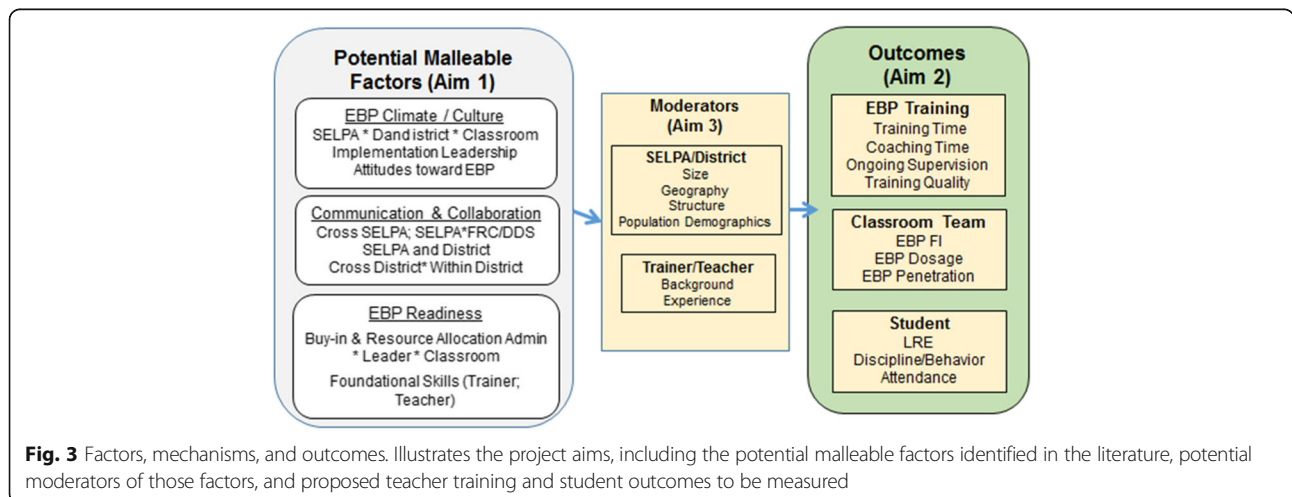 Potential Malleable
Factors (Aim 1)
EBP Climate / Culture
SELPA * Dandistrict * Classroom
Implementation Leadership
Attitudes toward EBP
Communication & Collaboration
Cross SELPA; SELPA*FRC/DDS
SELPA and District
Cross District* Within District
EBP Readiness
Buy-in & Resource Allocation Admin
* Leader * Classroom
Foundational Skills (Trainer;
Teacher)
Moderators
(Aim 3)
SELPA/District
Size
Geography
Structure
Population Demographics
Trainer/Teacher
Background
Experience
Outcomes
(Aim 2)
EBP Training
Training Time
Coaching Time
Ongoing Supervision
Training Quality
Classroom Team
EBP FI
EBP Dosage
EBP Penetration
Student
LRE
Discipline/Behavior
Attendance
Fig. 3 Factors, mechanisms, and outcomes. Illustrates the project aims, including the potential malleable factors identified in the literature, potential
moderators of those factors, and proposed teacher training and student outcomes to be measured